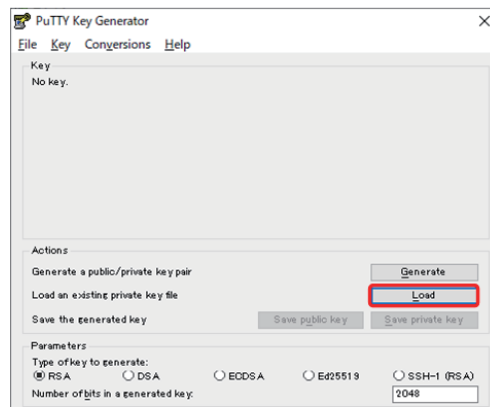 PuTTY Key Generator
File Key Conversions Help
Key
No key.
Actions
Generate a public/private key pair
Generate
Load an existing private key file
Load
Save the generated key
Save public key
Save private key
Parameters
Type of key to generate:
RSA DSA ECDSA Ed25519 SSH-1 (RSA)
Number of bits in a generated key:
2048